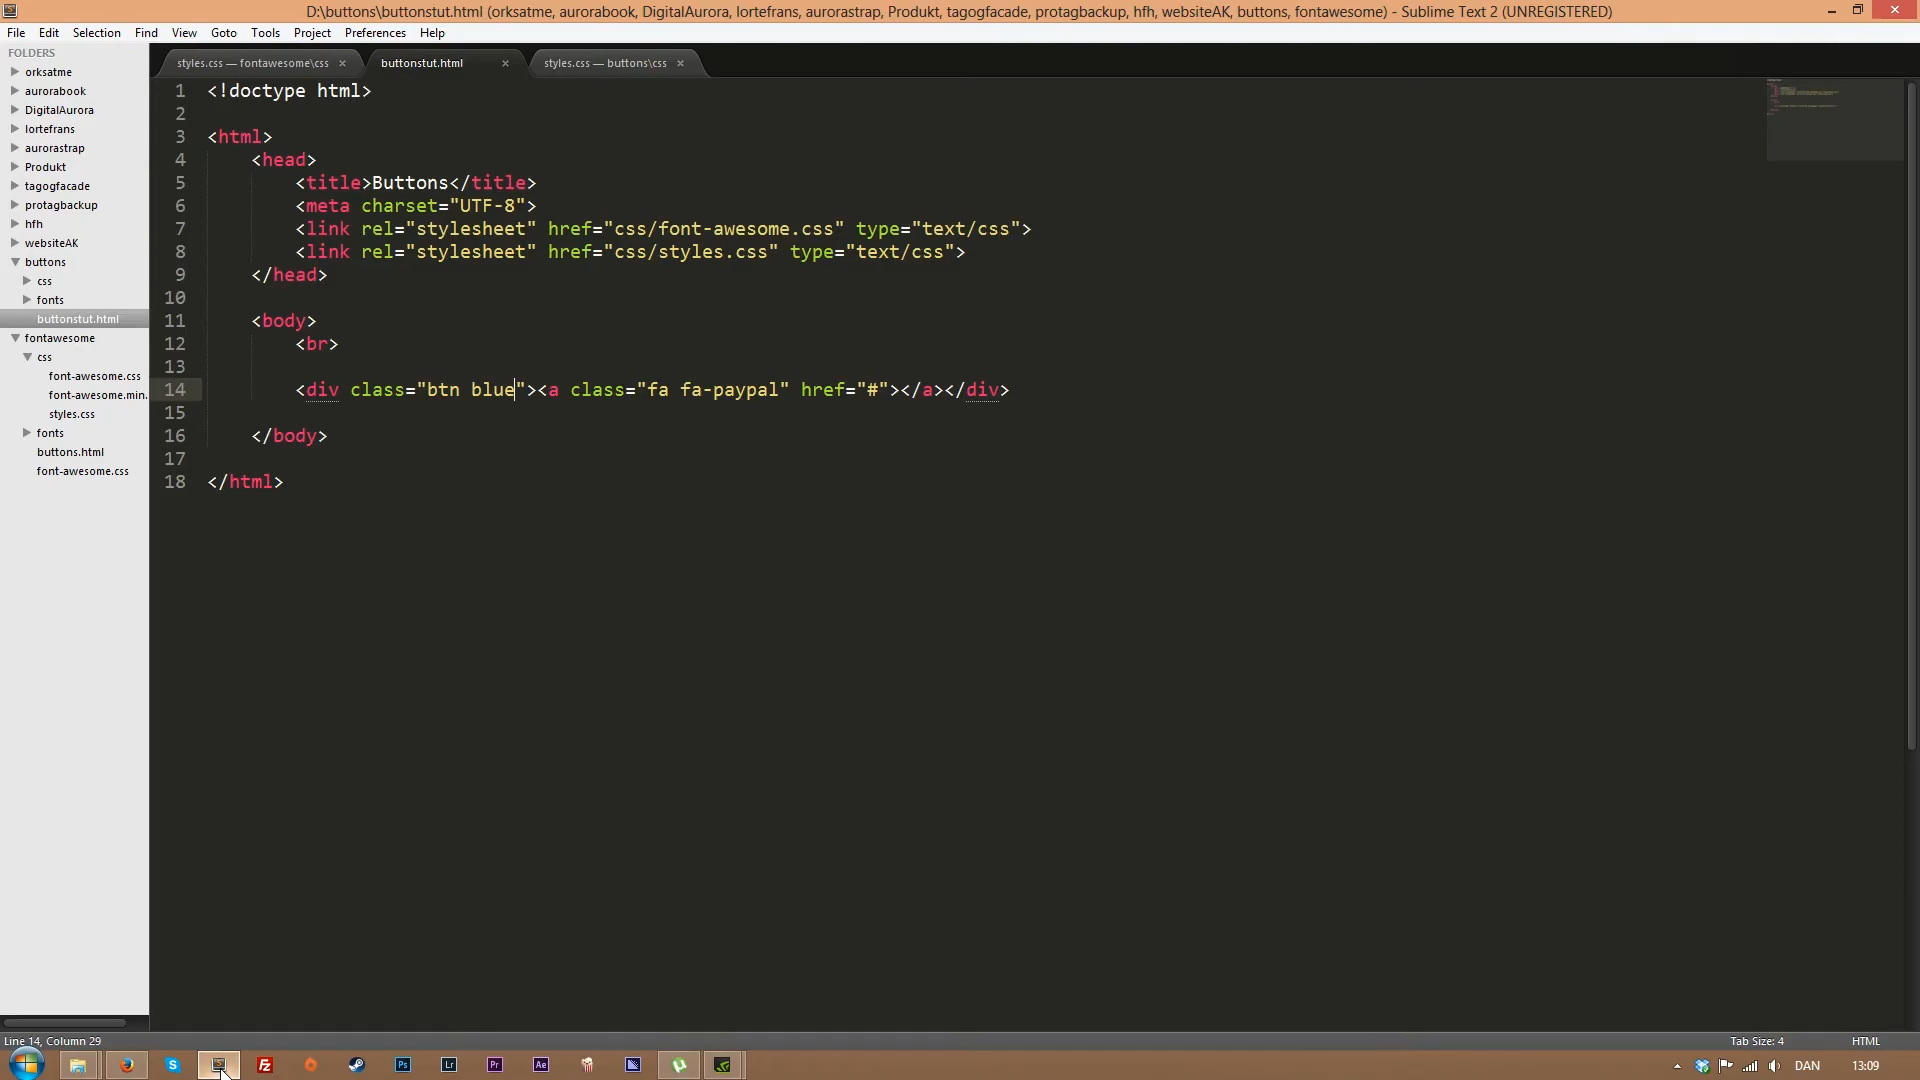 D:\buttons\buttonstut.html (orksatme, aurorabook, DigitalAurora, lortefrans, aurorastrap, Produkt, tagogfacade, protagbackup, hfh, websiteAK, buttons, fontawesome) - Sublime Text 2 (UNREGISTERED)
File Edit Selection Find View Goto Tools Project Preferences Help
FOLDERS
orksatme
aurorabook
DigitalAurora
lortefrans
aurorastrap
Produkt
tagogfacade
protagbackup
hfh
websiteAK
buttons
css
fonts
buttonstut.html
fontawesome
css
font-awesome.css
font-awesome.min.
styles.css
fonts
buttons.html
font-awesome.css
styles.css — fontawesome\css × buttonstut.html × styles.css — buttons\css ×
1 <!doctype html>
2
3 <html>
4 <head>
5 <title>Buttons</title>
6 <meta charset="UTF-8">
7 <link rel="stylesheet" href="css/font-awesome.css" type="text/css">
8 <link rel="stylesheet" href="css/styles.css" type="text/css">
9 </head>
10
11 <body>
12 <br>
13
14 <div class="btn blue"><a class="fa fa-paypal" href="#"></a></div>
15
16 </body>
17
18 </html>
Line 14, Column 29
Tab Size: 4 HTML
S S Fz Ps Lr Pr Ae
DAN 13:09